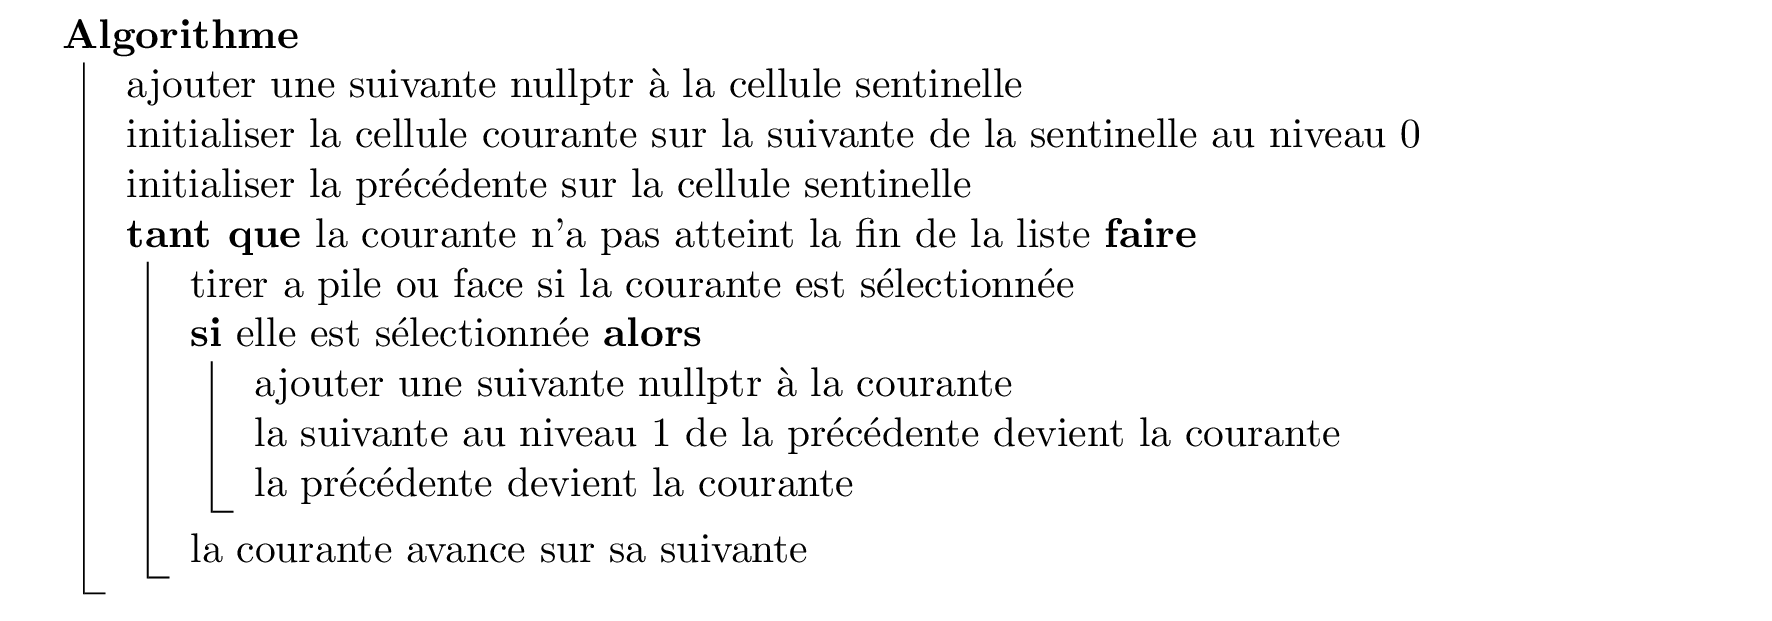 Algorithme
ajouter une suivante nullptr à la cellule sentinelle
initialiser la cellule courante sur la suivante de la sentinelle au niveau 0
initialiser la précédente sur la cellule sentinelle
tant que la courante n'a pas atteint la fin de la liste faire
tirer a pile ou face si la courante est sélectionnée
si elle est sélectionnée alors
ajouter une suivante nullptr à la courante
la suivante au niveau 1 de la précédente devient la courante
la précédente devient la courante
la courante avance sur sa suivante